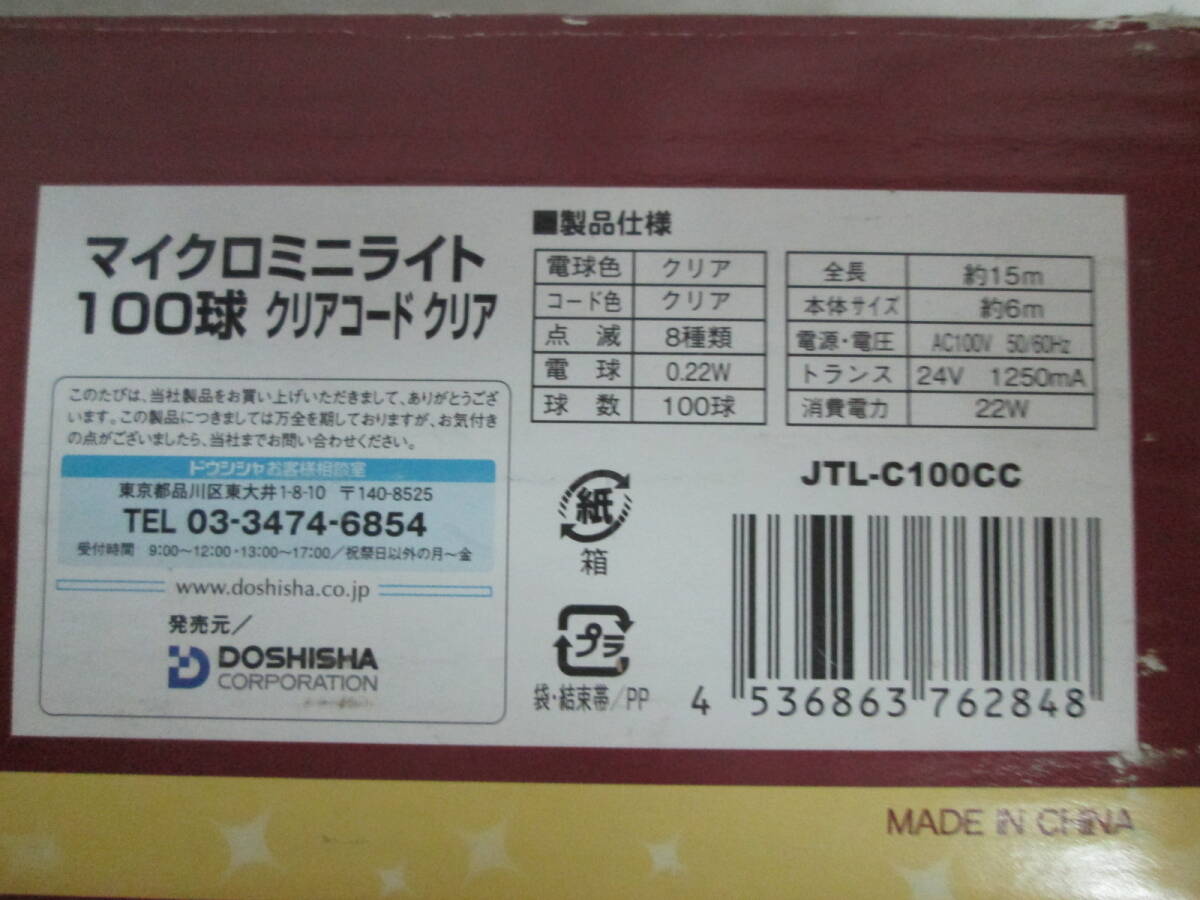 マイクロミニライト
100球 クリアコード クリア
このたびは、当社製品をお買い上げいただきまして、ありがとうござ
います。この製品につきましては万全を期しておりますが、お気付き
の点がございましたら、当社までお問い合わせください。
ドウシシャお客様相談室
東京都品川区東大井1-8-10 〒140-8525
TEL 03-3474-6854
受付時間 9:00〜12:00・13:00〜17:00/祝祭日以外の月〜金
www.doshisha.co.jp
発売元/
DOSHISHA
CORPORATION
■製品仕様
電球色 クリア
コード色 クリア
点滅 8種類
電球 0.22W
球数 100球
全長 約15m
本体サイズ 約6m
電源・電圧 AC100V 50/60Hz
トランス 24V 1250mA
消費電力 22W
紙
箱
プラ
袋・結束帯/PP
JTL-C100CC
4 536863 762848
MADE IN CHINA